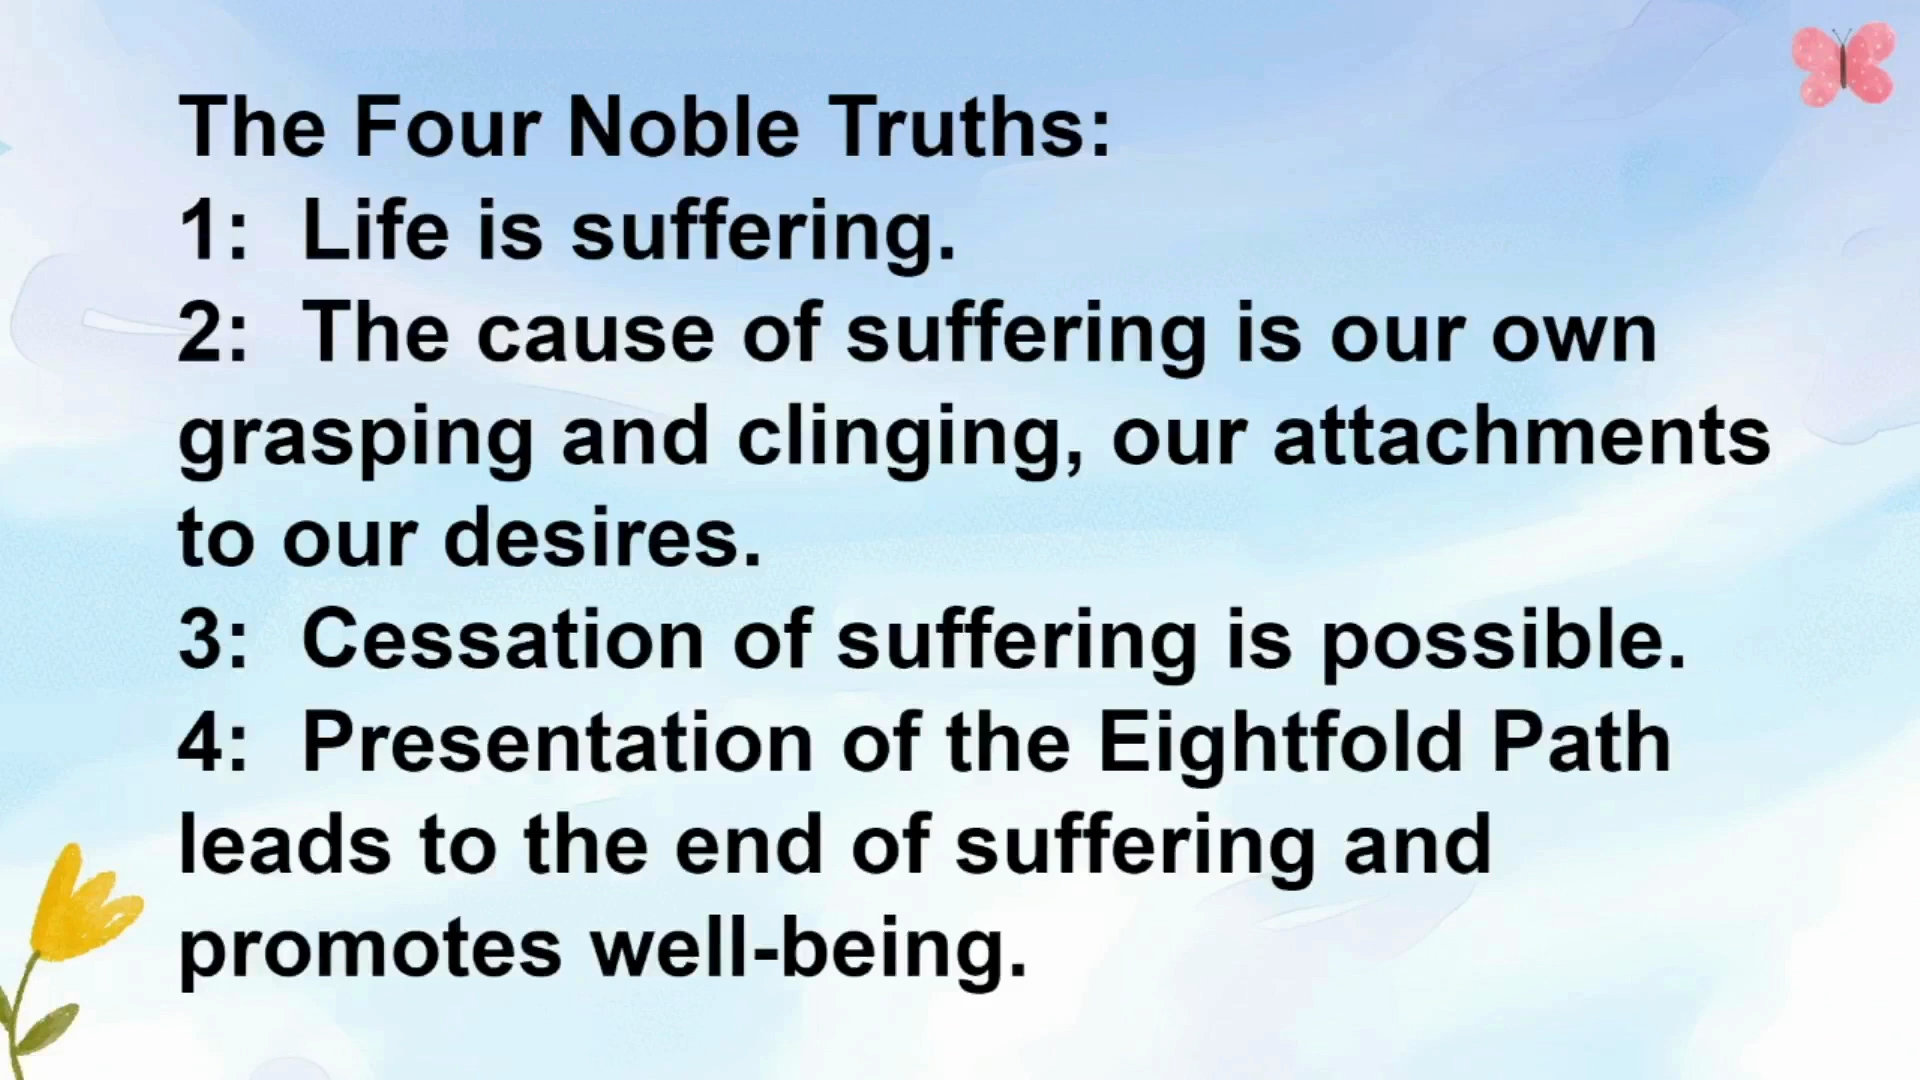 The Four Noble Truths:
1:  Life is suffering.
2:  The cause of suffering is our own
grasping and clinging, our attachments
to our desires.
3:  Cessation of suffering is possible.
4:  Presentation of the Eightfold Path
leads to the end of suffering and
promotes well-being.